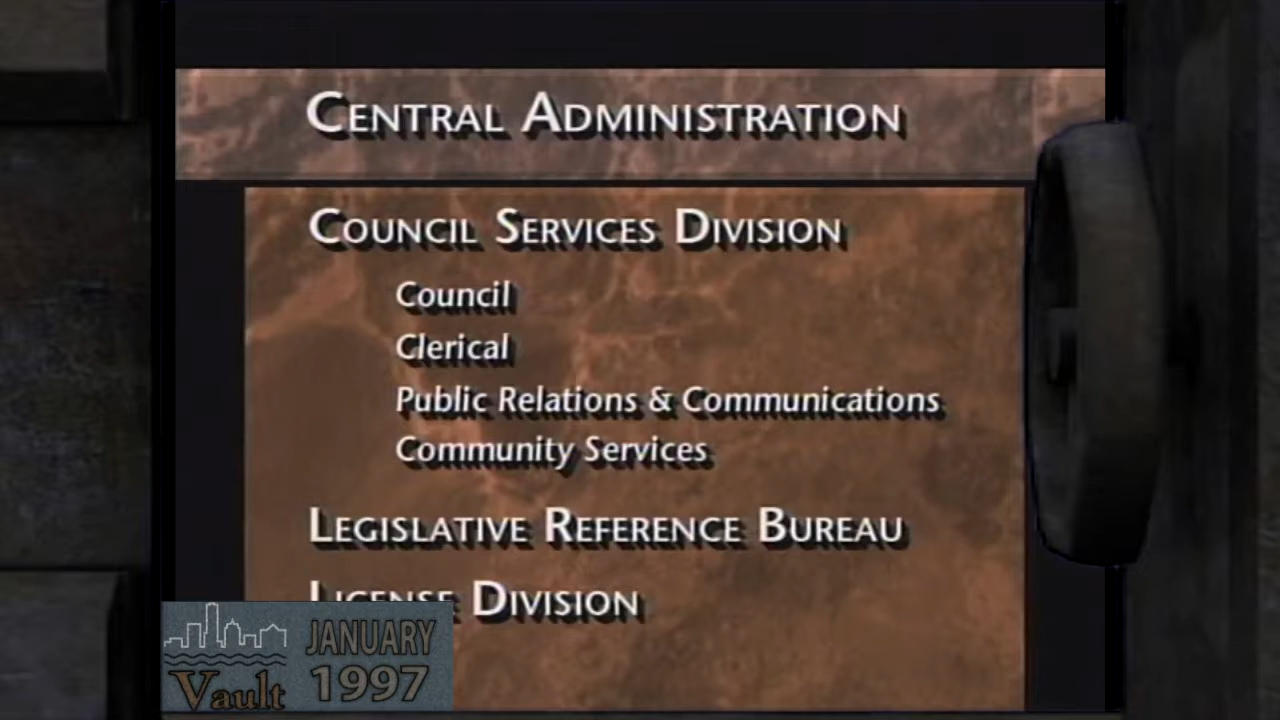 Central Administration
Council Services Division
Council
Clerical
Public Relations & Communications
Community Services
Legislative Reference Bureau
License Division
JANUARY
1997
Vault